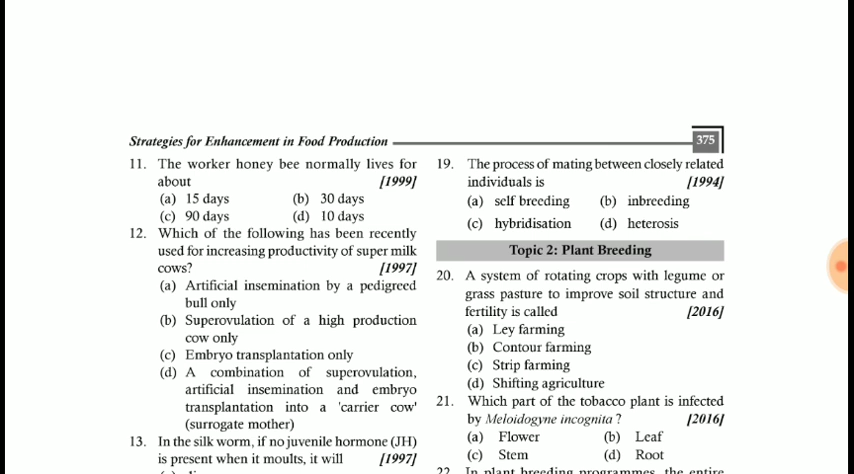 Strategies for Enhancement in Food Production
375
11. The worker honey bee normally lives for
about [1999]
(a) 15 days (b) 30 days
(c) 90 days (d) 10 days
12. Which of the following has been recently
used for increasing productivity of super milk
cows? [1997]
(a) Artificial insemination by a pedigreed
bull only
(b) Superovulation of a high production
cow only
(c) Embryo transplantation only
(d) A combination of superovulation,
artificial insemination and embryo
transplantation into a 'carrier cow'
(surrogate mother)
13. In the silk worm, if no juvenile hormone (JH)
is present when it moults, it will [1997]
19. The process of mating between closely related
individuals is [1994]
(a) self breeding (b) inbreeding
(c) hybridisation (d) heterosis
Topic 2: Plant Breeding
20. A system of rotating crops with legume or
grass pasture to improve soil structure and
fertility is called [2016]
(a) Ley farming
(b) Contour farming
(c) Strip farming
(d) Shifting agriculture
21. Which part of the tobacco plant is infected
by Meloidogyne incognita ? [2016]
(a) Flower (b) Leaf
(c) Stem (d) Root
22. In plant breeding programmes, the entire